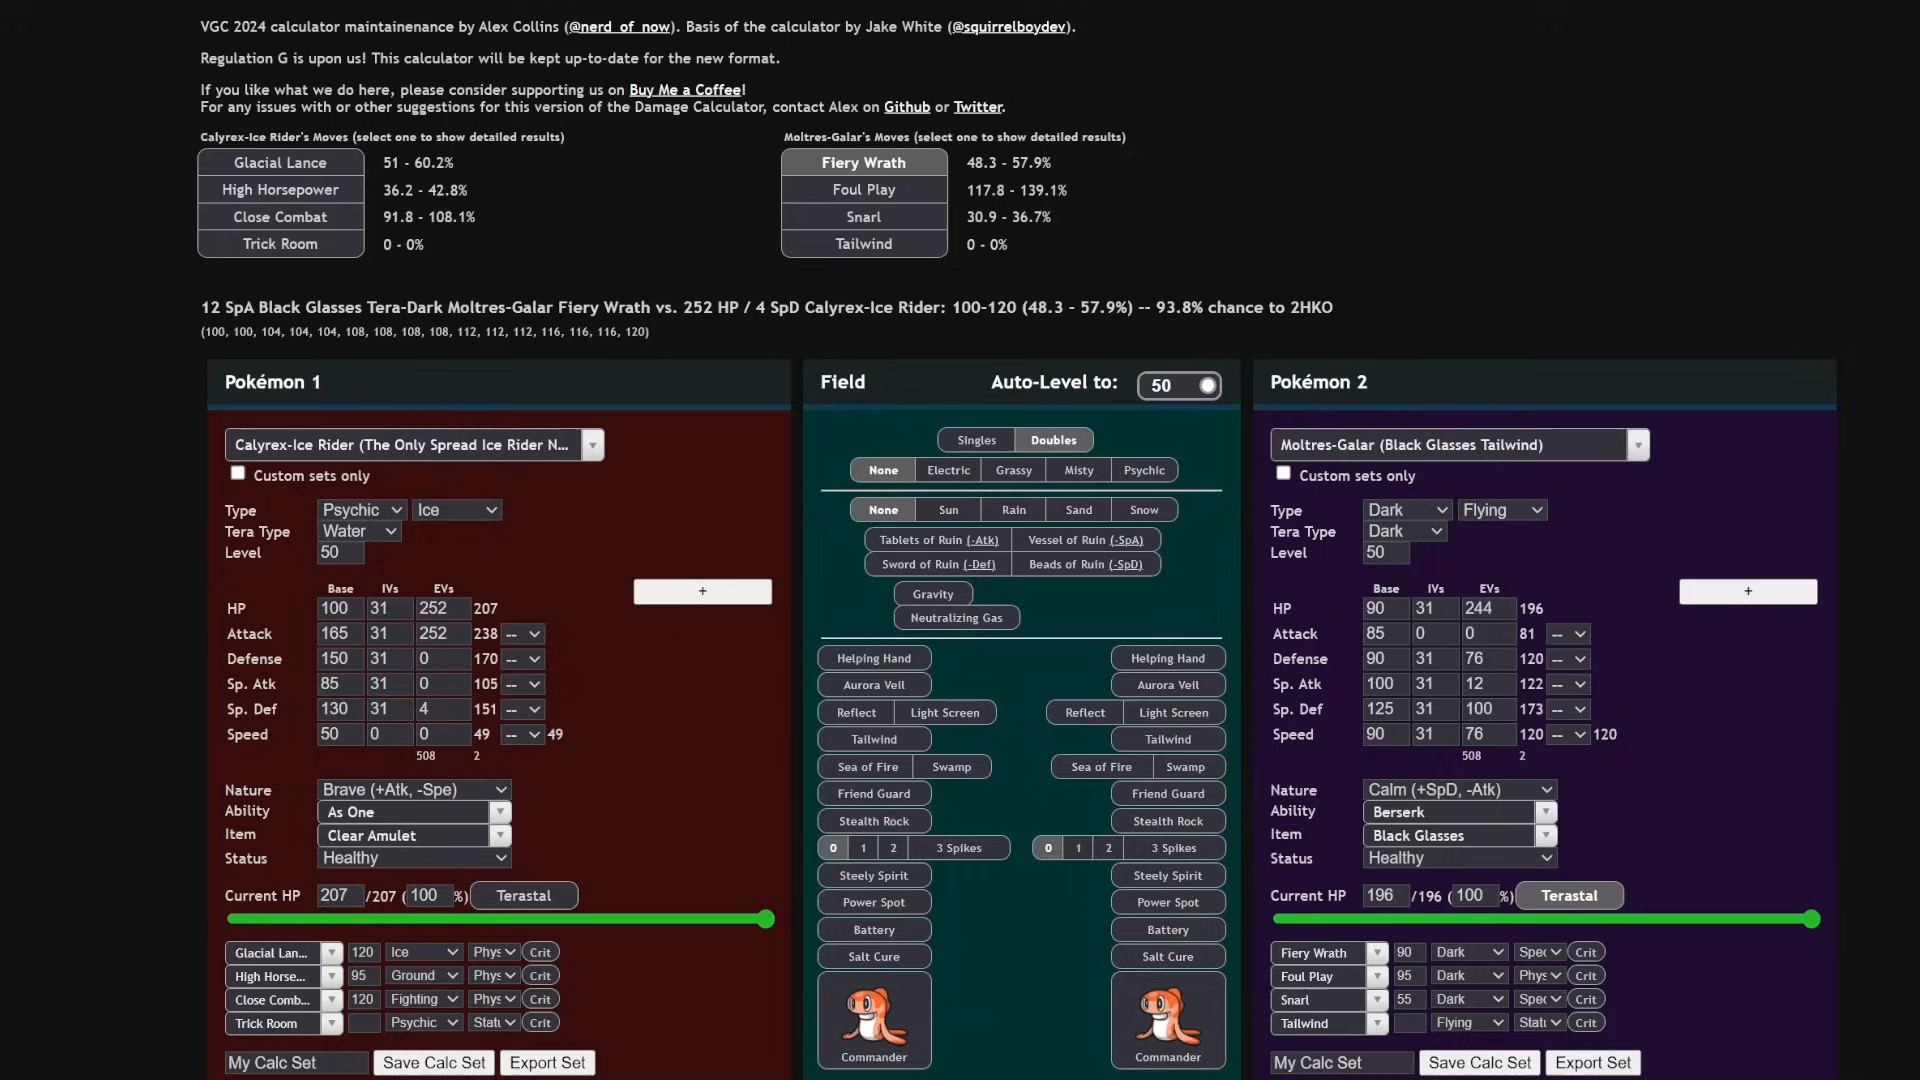 VGC 2024 calculator maintainenance by Alex Collins (@nerd_of_now). Basis of the calculator by Jake White (@squirrelboydev).
Regulation G is upon us! This calculator will be kept up-to-date for the new format.
If you like what we do here, please consider supporting us on Buy Me a Coffee!
For any issues with or other suggestions for this version of the Damage Calculator, contact Alex on Github or Twitter.
Calyrex-Ice Rider's Moves (select one to show detailed results)
Glacial Lance 51 - 60.2%
High Horsepower 36.2 - 42.8%
Close Combat 91.8 - 108.1%
Trick Room 0 - 0%
Moltres-Galar's Moves (select one to show detailed results)
Fiery Wrath 48.3 - 57.9%
Foul Play 117.8 - 139.1%
Snarl 30.9 - 36.7%
Tailwind 0 - 0%
12 SpA Black Glasses Tera-Dark Moltres-Galar Fiery Wrath vs. 252 HP / 4 SpD Calyrex-Ice Rider: 100-120 (48.3 - 57.9%) -- 93.8% chance to 2HKO
(100, 100, 104, 104, 104, 108, 108, 108, 108, 112, 112, 112, 116, 116, 116, 120)
Pokémon 1
Calyrex-Ice Rider (The Only Spread Ice Rider N...
Custom sets only
Type Psychic Ice
Tera Type Water
Level 50
Base IVs EVs
+
HP 100 31 252 207
Attack 165 31 252 238 --
Defense 150 31 0 170 --
Sp. Atk 85 31 0 105 --
Sp. Def 130 31 4 151 --
Speed 50 0 0 49 -- 49
508 2
Nature Brave (+Atk, -Spe)
Ability As One
Item Clear Amulet
Status Healthy
Current HP 207 /207 (100 %) Terastal
Glacial Lan... 120 Ice Phys Crit
High Horse... 95 Ground Phys Crit
Close Comb... 120 Fighting Phys Crit
Trick Room Psychic Stat Crit
My Calc Set Save Calc Set Export Set
Field Auto-Level to: 50
Singles Doubles
None Electric Grassy Misty Psychic
None Sun Rain Sand Snow
Tablets of Ruin (-Atk) Vessel of Ruin (-SpA)
Sword of Ruin (-Def) Beads of Ruin (-SpD)
Gravity
Neutralizing Gas
Helping Hand Helping Hand
Aurora Veil Aurora Veil
Reflect Light Screen Reflect Light Screen
Tailwind Tailwind
Sea of Fire Swamp Sea of Fire Swamp
Friend Guard Friend Guard
Stealth Rock Stealth Rock
0 1 2 3 Spikes 0 1 2 3 Spikes
Steely Spirit Steely Spirit
Power Spot Power Spot
Battery Battery
Salt Cure Salt Cure
Commander Commander
Pokémon 2
Moltres-Galar (Black Glasses Tailwind)
Custom sets only
Type Dark Flying
Tera Type Dark
Level 50
Base IVs EVs
+
HP 90 31 244 196
Attack 85 0 0 81 --
Defense 90 31 76 120 --
Sp. Atk 100 31 12 122 --
Sp. Def 125 31 100 173 --
Speed 90 31 76 120 -- 120
508 2
Nature Calm (+SpD, -Atk)
Ability Berserk
Item Black Glasses
Status Healthy
Current HP 196 /196 (100 %) Terastal
Fiery Wrath 90 Dark Spec Crit
Foul Play 95 Dark Phys Crit
Snarl 55 Dark Spec Crit
Tailwind Flying Stat Crit
My Calc Set Save Calc Set Export Set